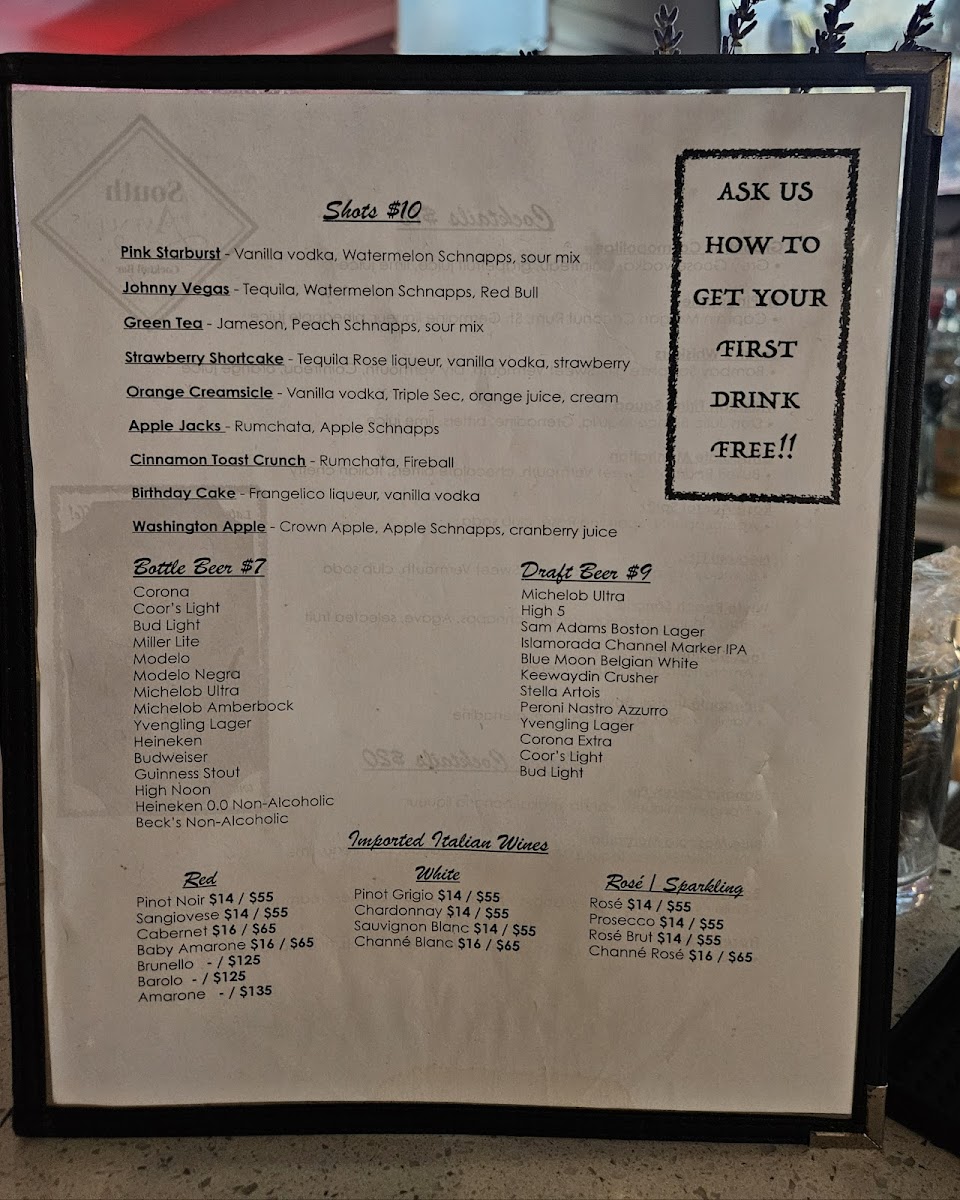 Shots $10
Pink Starburst - Vanilla vodka, Watermelon Schnapps, sour mix
Johnny Vegas - Tequila, Watermelon Schnapps, Red Bull
Green Tea - Jameson, Peach Schnapps, sour mix
Strawberry Shortcake - Tequila Rose liqueur, vanilla vodka, strawberry
Orange Creamsicle - Vanilla vodka, Triple Sec, orange juice, cream
Apple Jacks - Rumchata, Apple Schnapps
Cinnamon Toast Crunch - Rumchata, Fireball
Birthday Cake - Frangelico liqueur, vanilla vodka
Washington Apple - Crown Apple, Apple Schnapps, cranberry juice
ASK US
HOW TO
GET YOUR
FIRST
DRINK
FREE!!
Bottle Beer $7
Corona
Coor's Light
Bud Light
Miller Lite
Modelo
Modelo Negra
Michelob Ultra
Michelob Amberbock
Yvengling Lager
Heineken
Budweiser
Guinness Stout
High Noon
Heineken 0.0 Non-Alcoholic
Beck's Non-Alcoholic
Draft Beer $9
Michelob Ultra
High 5
Sam Adams Boston Lager
Islamorada Channel Marker IPA
Blue Moon Belgian White
Keewaydin Crusher
Stella Artois
Peroni Nastro Azzurro
Yvengling Lager
Corona Extra
Coor's Light
Bud Light
Imported Italian Wines
Red
Pinot Noir $14 / $55
Sangiovese $14 / $55
Cabernet $16 / $65
Baby Amarone $16 / $65
Brunello - / $125
Barolo - / $125
Amarone - / $135
White
Pinot Grigio $14 / $55
Chardonnay $14 / $55
Sauvignon Blanc $14 / $55
Channé Blanc $16 / $65
Rosé | Sparkling
Rosé $14 / $55
Prosecco $14 / $55
Rosé Brut $14 / $55
Channé Rosé $16 / $65